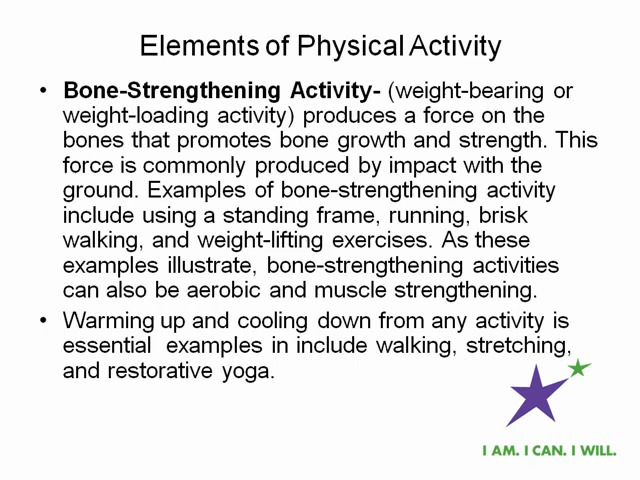 Elements of Physical Activity
• Bone-Strengthening Activity- (weight-bearing or
weight-loading activity) produces a force on the
bones that promotes bone growth and strength. This
force is commonly produced by impact with the
ground. Examples of bone-strengthening activity
include using a standing frame, running, brisk
walking, and weight-lifting exercises. As these
examples illustrate, bone-strengthening activities
can also be aerobic and muscle strengthening.
• Warming up and cooling down from any activity is
essential  examples in include walking, stretching,
and restorative yoga.
I AM. I CAN. I WILL.